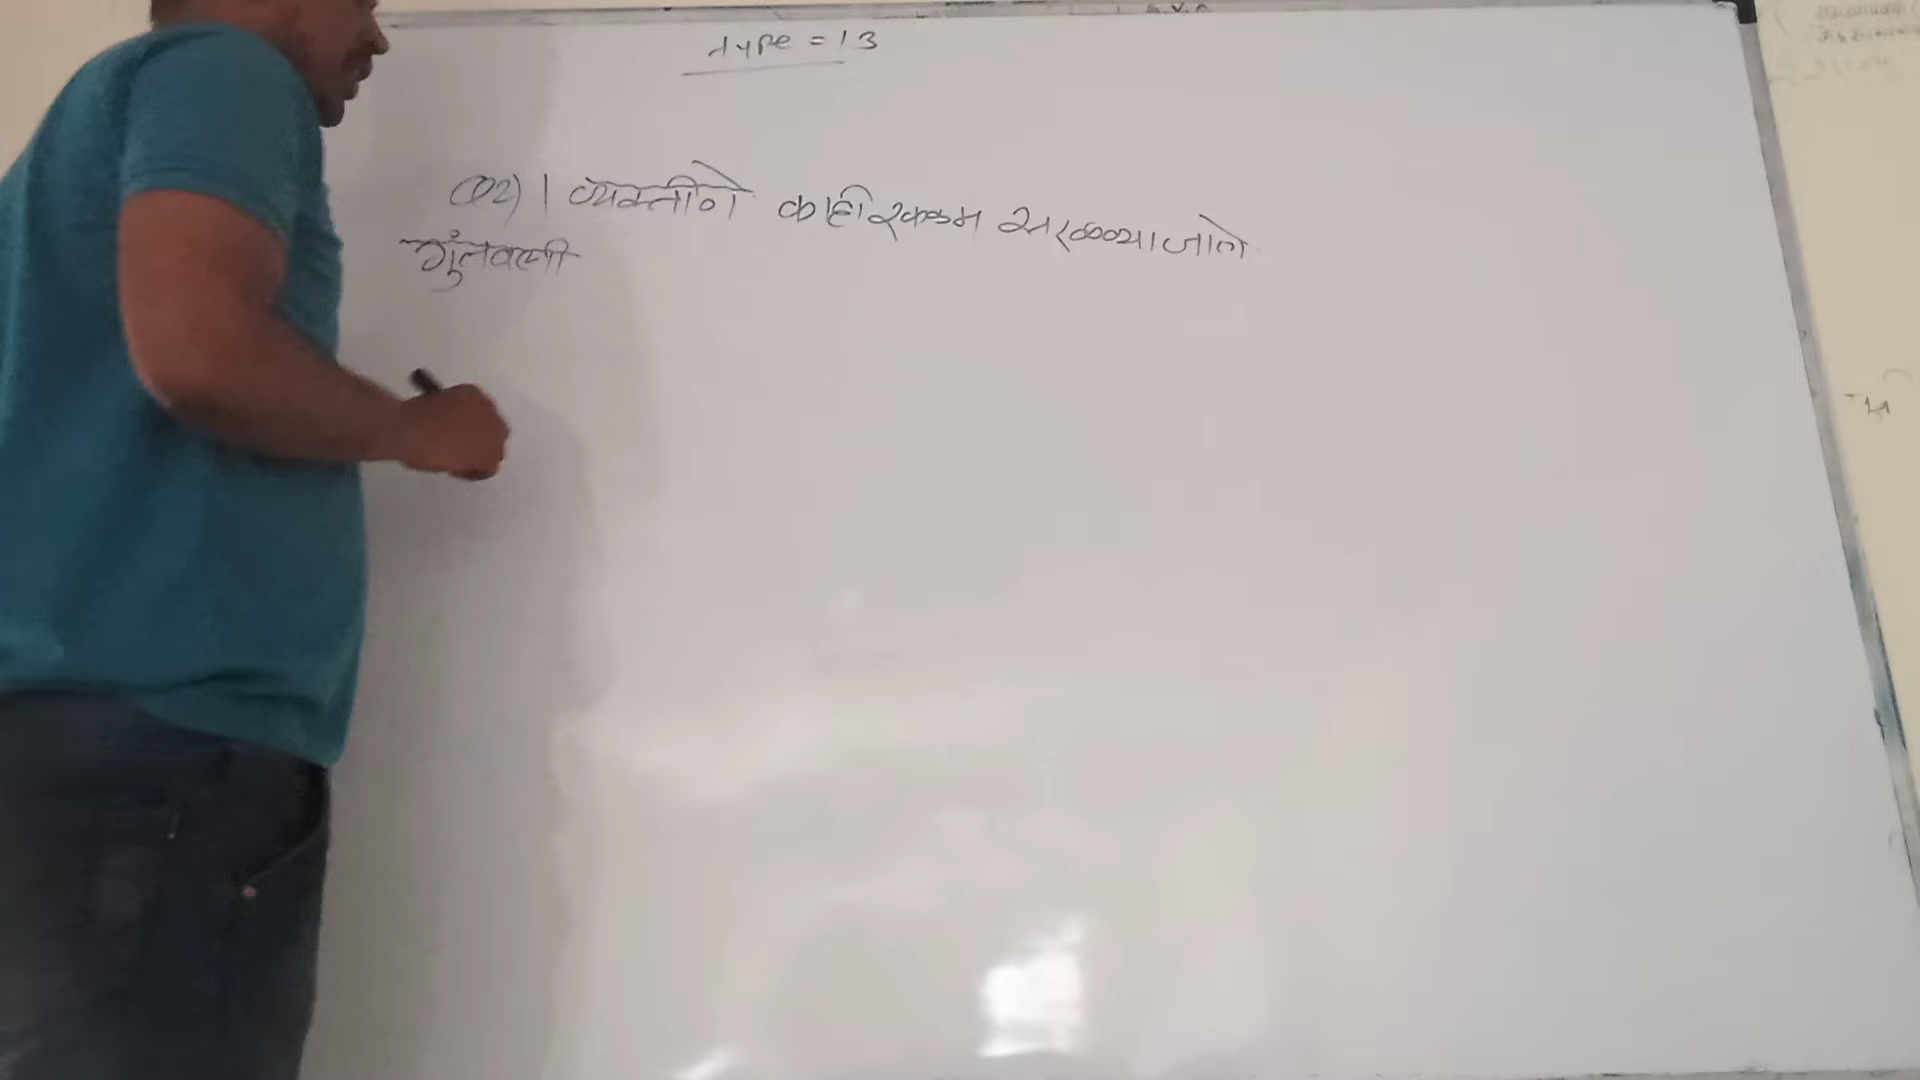 Type = 13
Q2) 1 व्यक्तीने काही रक्कम सरळव्याजाने
गुंतवली